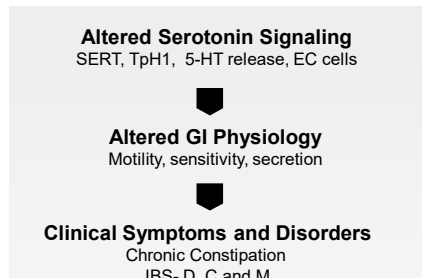 Altered Serotonin Signaling
SERT, TpH1, 5-HT release, EC cells
Altered GI Physiology
Motility, sensitivity, secretion
Clinical Symptoms and Disorders
Chronic Constipation
IBS- D, C and M